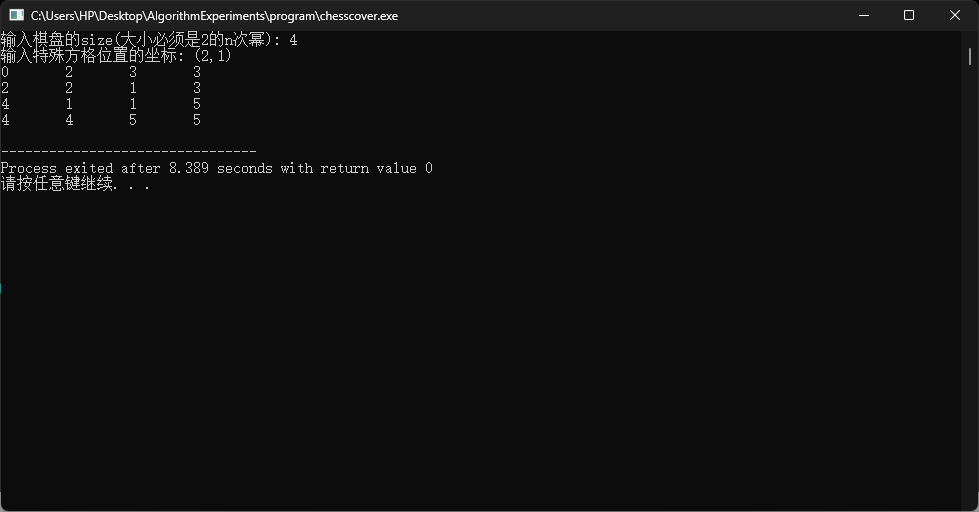 C:\Users\HP\Desktop\AlgorithmExperiments\program\chesscover.exe
输入棋盘的size(大小必须是2的n次幂): 4
输入特殊方格位置的坐标: (2,1)
0 2 3 3
2 2 1 3
4 1 1 5
4 4 5 5
--------------------------------
Process exited after 8.389 seconds with return value 0
请按任意键继续. . .